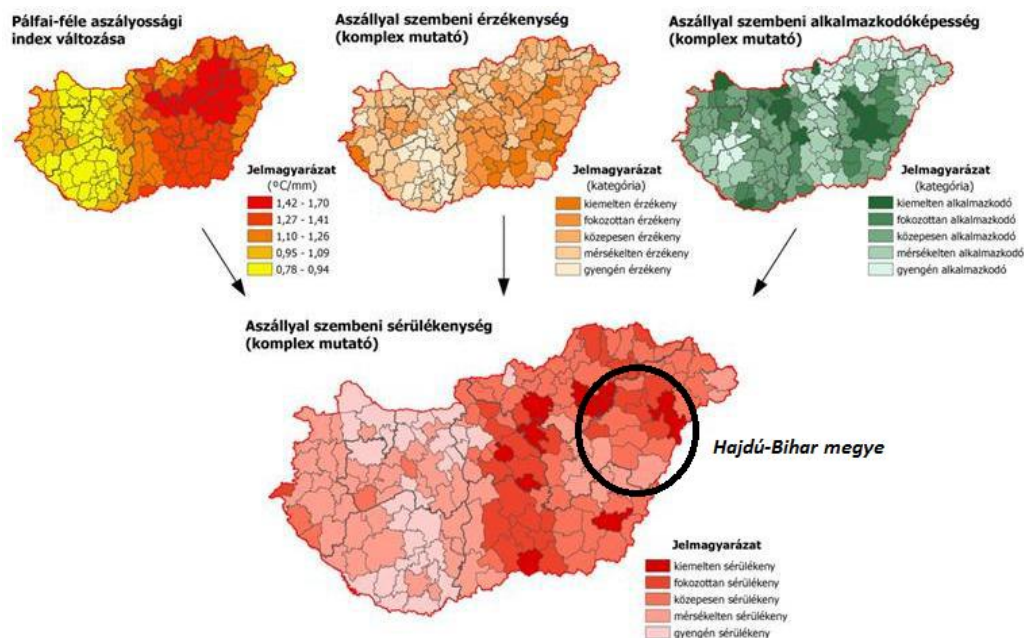 Pálfai-féle aszályossági
index változása
Jelmagyarázat
(ºC/mm)
1,42 - 1,70
1,27 - 1,41
1,10 - 1,26
0,95 - 1,09
0,78 - 0,94
Aszállyal szembeni érzékenység
(komplex mutató)
Jelmagyarázat
(kategória)
kiemelten érzékeny
fokozottan érzékeny
közepesen érzékeny
mérsékelten érzékeny
gyengén érzékeny
Aszállyal szembeni alkalmazkodóképesség
(komplex mutató)
Jelmagyarázat
(kategória)
kiemelten alkalmazkodó
fokozottan alkalmazkodó
közepesen alkalmazkodó
mérsékelten alkalmazkodó
gyengén alkalmazkodó
Aszállyal szembeni sérülékenység
(komplex mutató)
Hajdú-Bihar megye
Jelmagyarázat
kiemelten sérülékeny
fokozottan sérülékeny
közepesen sérülékeny
mérsékelten sérülékeny
gyengén sérülékeny